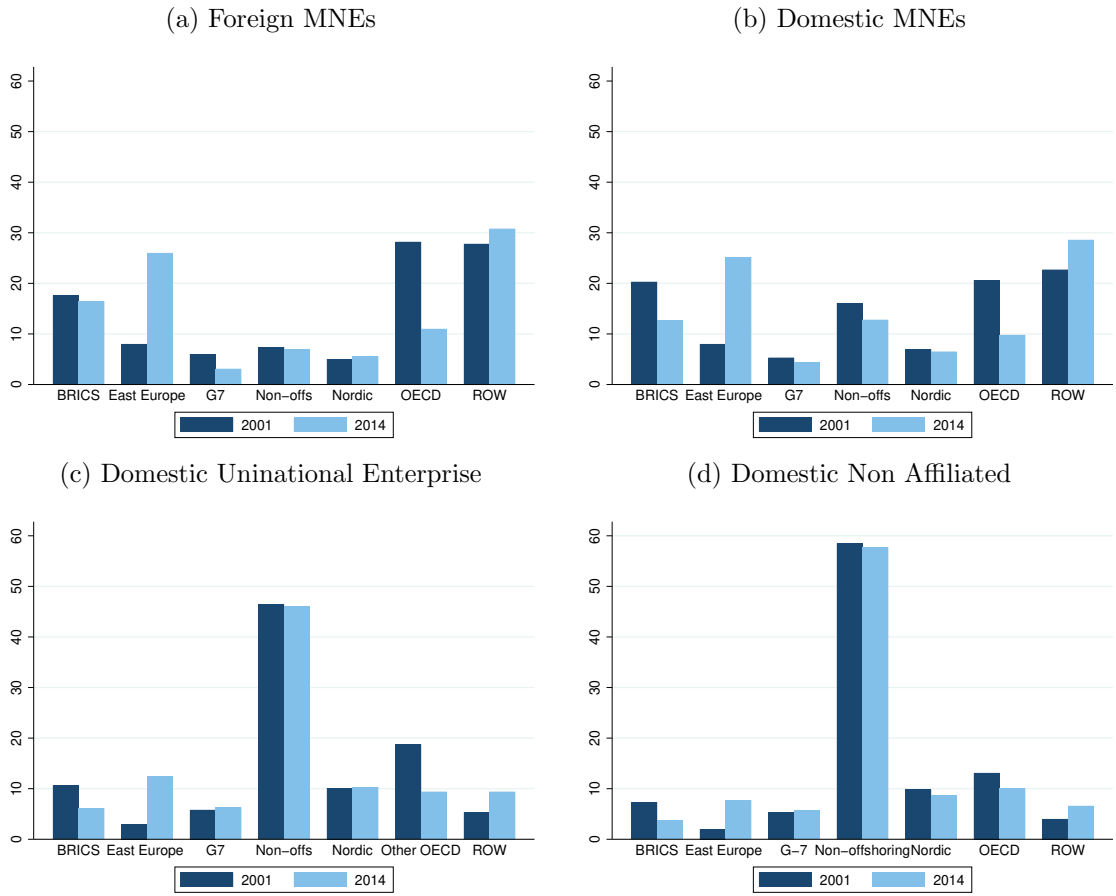 (a) Foreign MNEs
0 10 20 30 40 50 60
BRICS East Europe G7 Non−offs Nordic OECD ROW
2001 2014
(b) Domestic MNEs
0 10 20 30 40 50 60
BRICS East Europe G7 Non−offs Nordic OECD ROW
2001 2014
(c) Domestic Uninational Enterprise
0 10 20 30 40 50 60
BRICS East Europe G7 Non−offs Nordic Other OECD ROW
2001 2014
(d) Domestic Non Affiliated
0 10 20 30 40 50 60
BRICS East Europe G−7 Non−offshoring Nordic OECD ROW
2001 2014